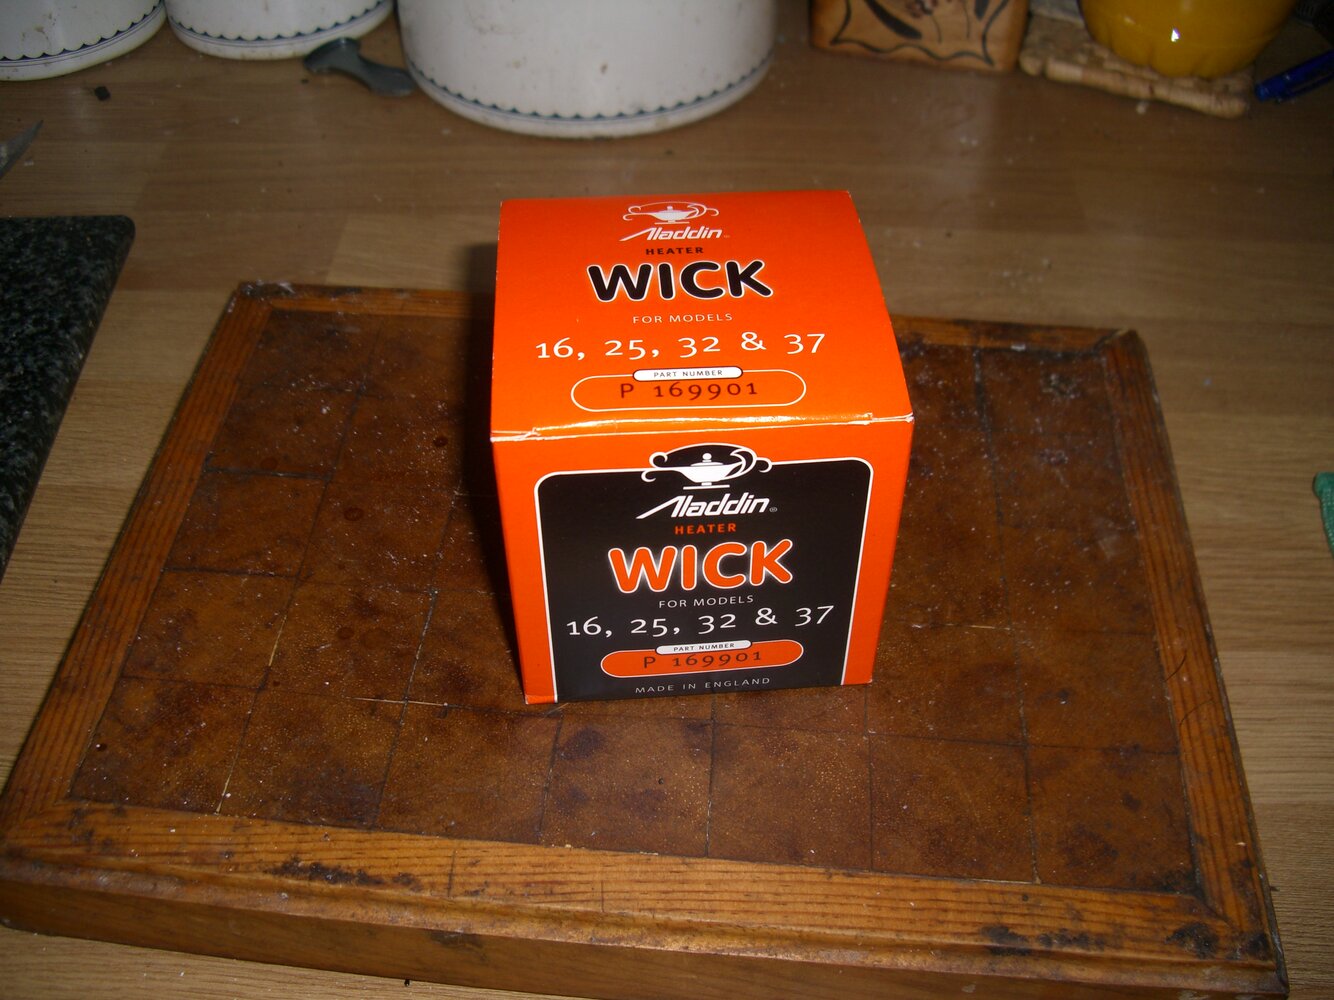 Aladdin
HEATER
WICK
FOR MODELS
16, 25, 32 & 37
PART NUMBER
P 169901
Aladdin®
HEATER
WICK
FOR MODELS
16, 25, 32 & 37
PART NUMBER
P 169901
MADE IN ENGLAND